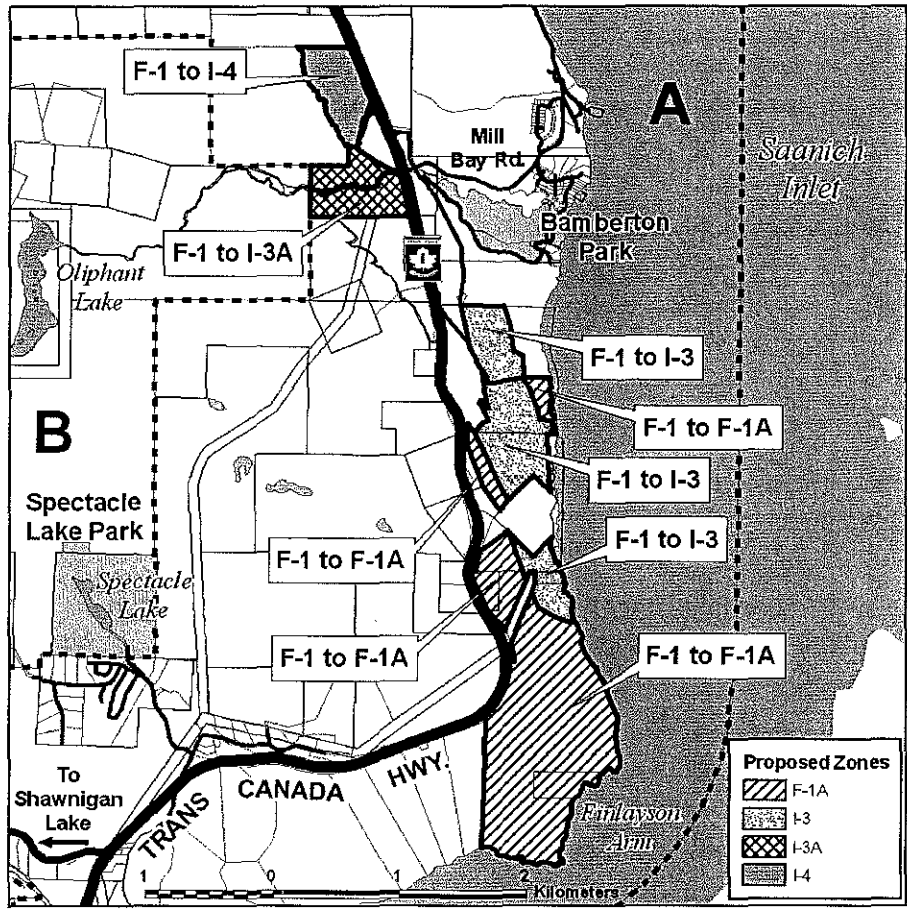 F-1 to I-4
A
Mill
Bay Rd.
Saanich
Inlet
F-1 to I-3A
Bamberton
Park
1
Oliphant
Lake
F-1 to I-3
B
F-1 to F-1A
F-1 to I-3
Spectacle
Lake Park
F-1 to I-3
F-1 to F-1A
Spectacle
Lake
F-1 to F-1A
F-1 to F-1A
To
Shawnigan
Lake
TRANS CANADA HWY.
Finlayson
Arm
1 0 1 2
Kilometers
Proposed Zones
F-1A
I-3
I-3A
I-4